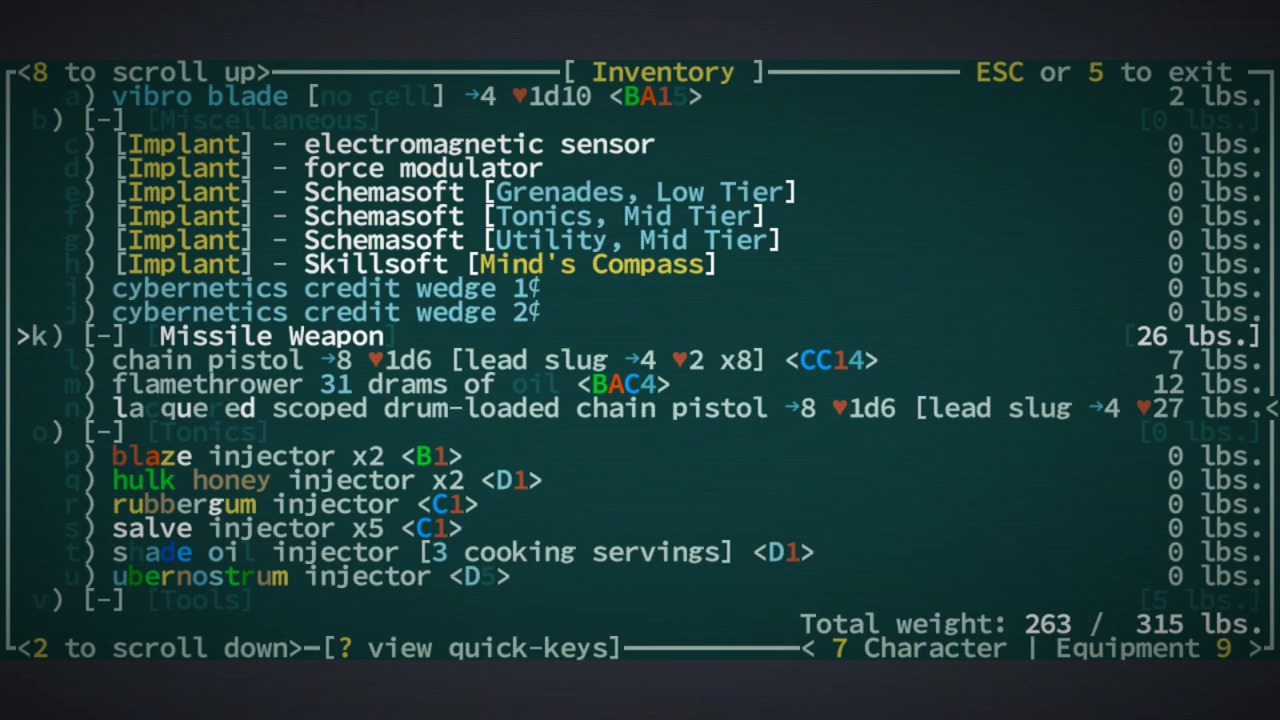 <8 to scroll up> [ Inventory ] ESC or 5 to exit
a) vibro blade [no cell] →4 ♥1d10 <BA15> 2 lbs.
b) [-] [Miscellaneous] [0 lbs.]
c) [Implant] - electromagnetic sensor 0 lbs.
d) [Implant] - force modulator 0 lbs.
e) [Implant] - Schemasoft [Grenades, Low Tier] 0 lbs.
f) [Implant] - Schemasoft [Tonics, Mid Tier] 0 lbs.
g) [Implant] - Schemasoft [Utility, Mid Tier] 0 lbs.
h) [Implant] - Skillsoft [Mind's Compass] 0 lbs.
i) cybernetics credit wedge 1¢ 0 lbs.
j) cybernetics credit wedge 2¢ 0 lbs.
>k) [-] [Missile Weapon] [26 lbs.]
l) chain pistol →8 ♥1d6 [lead slug →4 ♥2 x8] <CC14> 7 lbs.
m) flamethrower 31 drams of oil <BAC4> 12 lbs.
n) lacquered scoped drum-loaded chain pistol →8 ♥1d6 [lead slug →4 ♥27 lbs.<
o) [-] [Tonics] [0 lbs.]
p) blaze injector x2 <B1> 0 lbs.
q) hulk honey injector x2 <D1> 0 lbs.
r) rubbergum injector <C1> 0 lbs.
s) salve injector x5 <C1> 0 lbs.
t) shade oil injector [3 cooking servings] <D1> 0 lbs.
u) ubernostrum injector <D5> 0 lbs.
v) [-] [Tools] [5 lbs.]
Total weight: 263 / 315 lbs.
<2 to scroll down> [? view quick-keys] < 7 Character | Equipment 9 >